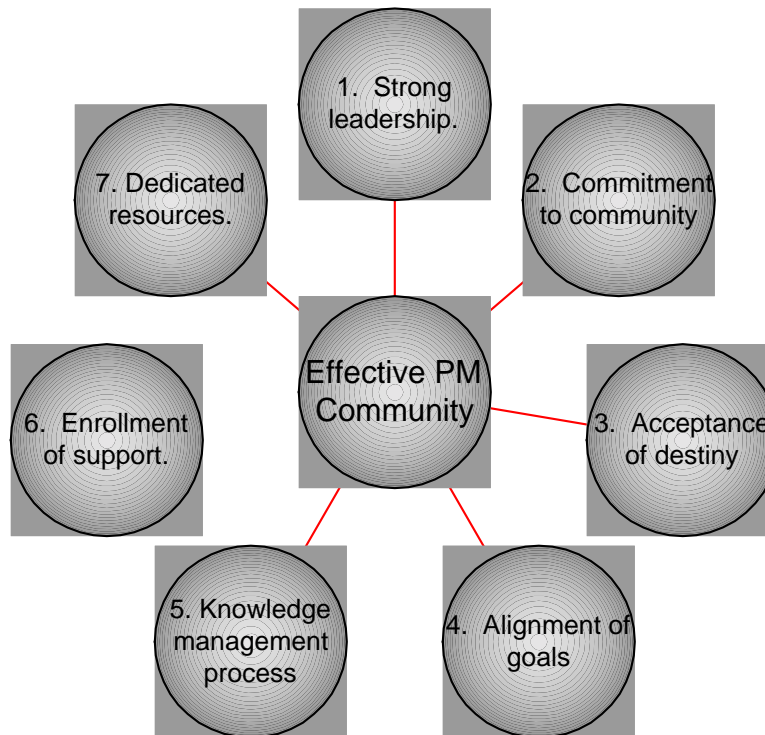 1. Strong
leadership.
2. Commitment
to community
3. Acceptance
of destiny
4. Alignment of
goals
5. Knowledge
management
process
6. Enrollment
of support.
7. Dedicated
resources.
Effective PM
Community